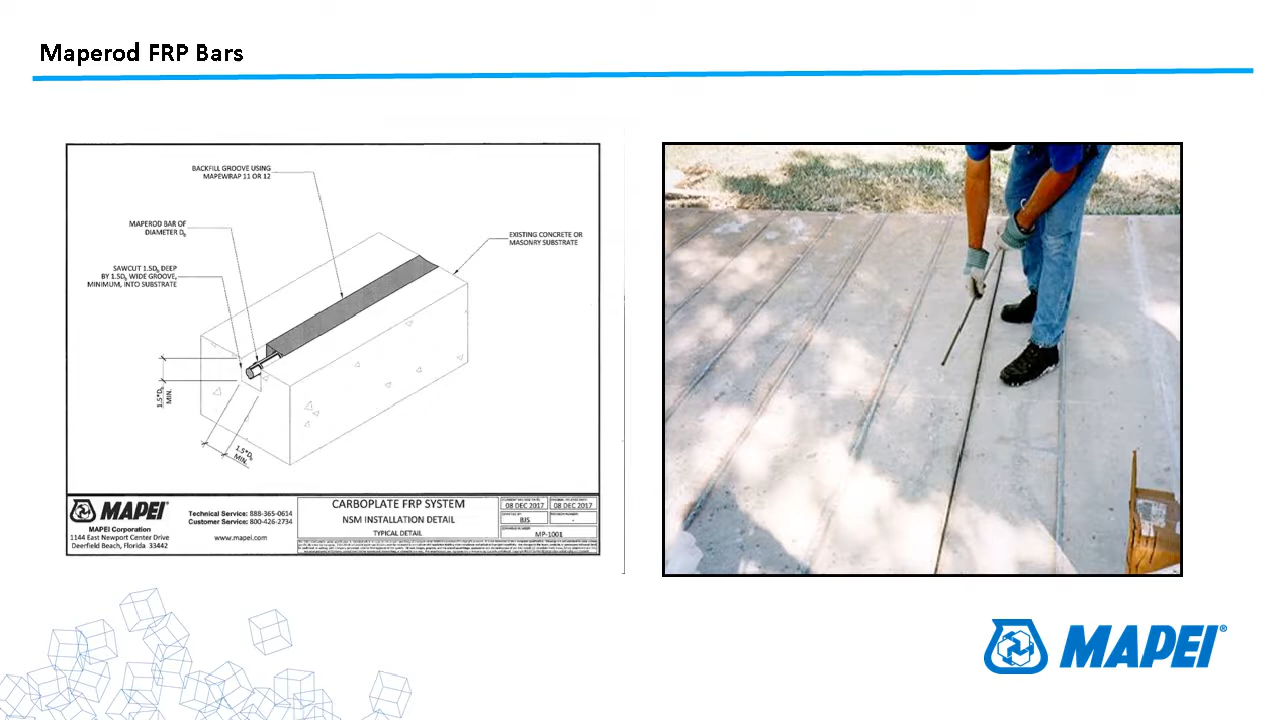 Maperod FRP Bars
BACKFILL GROOVE USING
MAPEWRAP 11 OR 12
MAPEROD BAR OF
DIAMETER Db
EXISTING CONCRETE OR
MASONRY SUBSTRATE
SAWCUT 1.5Db DEEP
BY 1.5Db WIDE GROOVE,
MINIMUM, INTO SUBSTRATE
1.5*Db
MIN.
1.5*Db
MIN.
MAPEI®
MAPEI Corporation
1144 East Newport Center Drive
Deerfield Beach, Florida 33442
Technical Service: 888-365-0614
Customer Service: 800-426-2734
www.mapei.com
CARBOPLATE FRP SYSTEM
NSM INSTALLATION DETAIL
TYPICAL DETAIL
08 DEC 2017
08 DEC 2017
BJS
-
MP-1001
MAPEI®